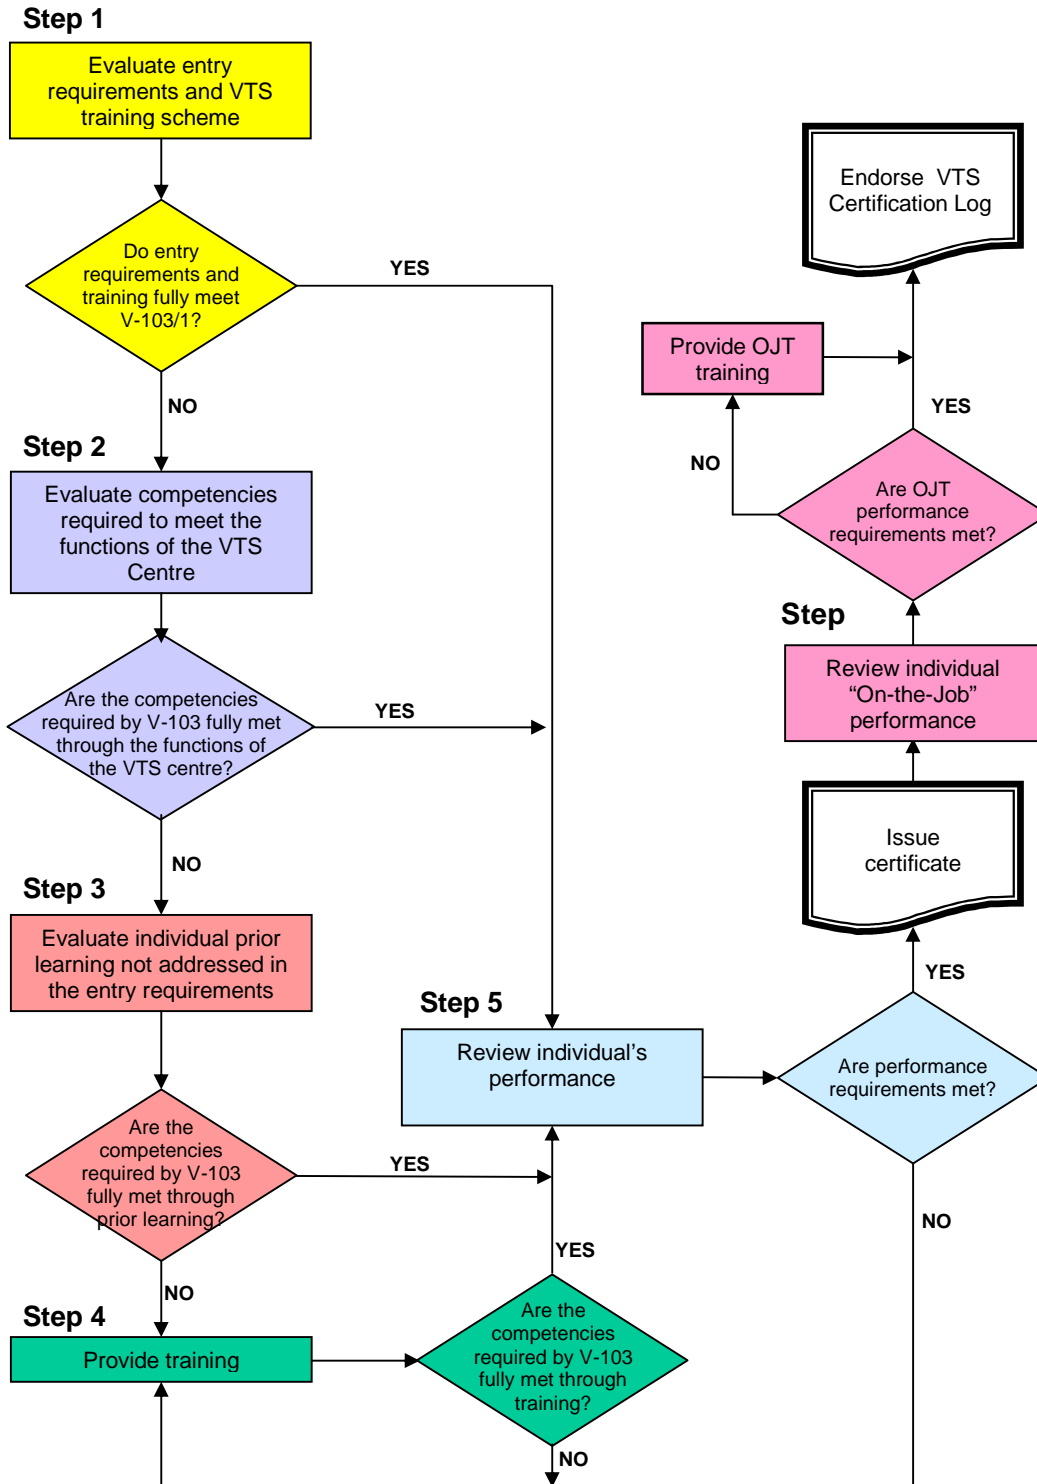 Step 1
Evaluate entry
requirements and VTS
training scheme
Do entry
requirements and
training fully meet
V-103/1?
YES
NO
Step 2
Evaluate competencies
required to meet the
functions of the VTS
Centre
Are the competencies
required by V-103 fully met
through the functions of
the VTS centre?
YES
NO
Step 3
Evaluate individual prior
learning not addressed in
the entry requirements
Are the
competencies
required by V-103
fully met through
prior learning?
YES
NO
Step 4
Provide training
Are the
competencies
required by V-103
fully met through
training?
YES
NO
Step 5
Review individual's
performance
Are performance
requirements met?
YES
NO
Issue
certificate
Step
Review individual
“On-the-Job”
performance
Are OJT
performance
requirements met?
NO
YES
Provide OJT
training
Endorse VTS
Certification Log